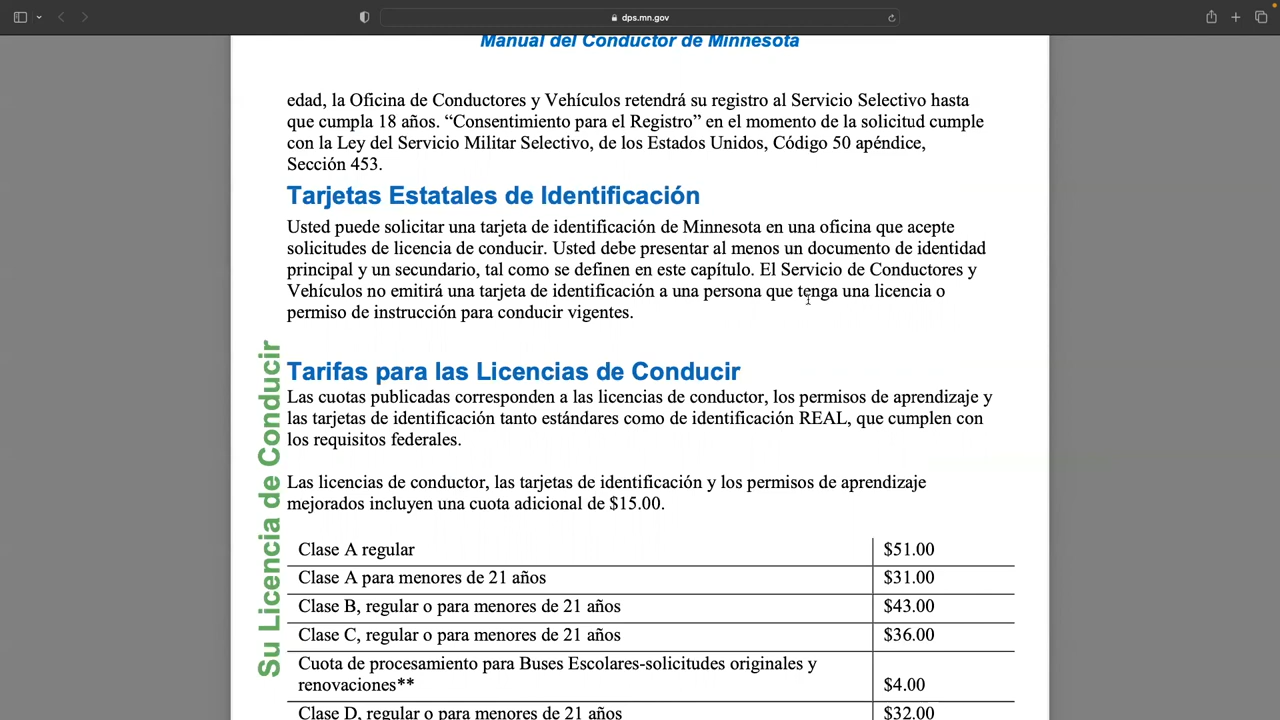 dps.mn.gov
Manual del Conductor de Minnesota
edad, la Oficina de Conductores y Vehículos retendrá su registro al Servicio Selectivo hasta
que cumpla 18 años. “Consentimiento para el Registro” en el momento de la solicitud cumple
con la Ley del Servicio Militar Selectivo, de los Estados Unidos, Código 50 apéndice,
Sección 453.
Tarjetas Estatales de Identificación
Usted puede solicitar una tarjeta de identificación de Minnesota en una oficina que acepte
solicitudes de licencia de conducir. Usted debe presentar al menos un documento de identidad
principal y un secundario, tal como se definen en este capítulo. El Servicio de Conductores y
Vehículos no emitirá una tarjeta de identificación a una persona que tenga una licencia o
permiso de instrucción para conducir vigentes.
Su Licencia de Conducir
Tarifas para las Licencias de Conducir
Las cuotas publicadas corresponden a las licencias de conductor, los permisos de aprendizaje y
las tarjetas de identificación tanto estándares como de identificación REAL, que cumplen con
los requisitos federales.
Las licencias de conductor, las tarjetas de identificación y los permisos de aprendizaje
mejorados incluyen una cuota adicional de $15.00.
Clase A regular $51.00
Clase A para menores de 21 años $31.00
Clase B, regular o para menores de 21 años $43.00
Clase C, regular o para menores de 21 años $36.00
Cuota de procesamiento para Buses Escolares-solicitudes originales y
renovaciones** $4.00
Clase D, regular o para menores de 21 años $32.00